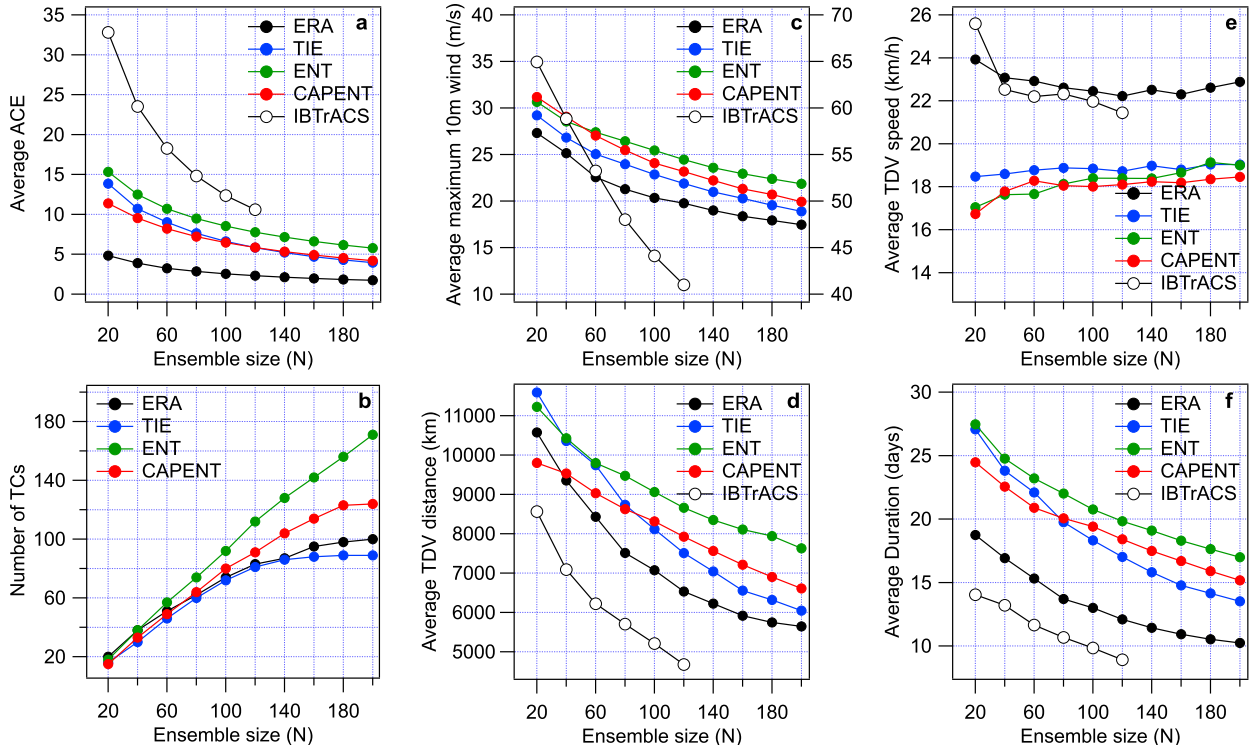 a
ERA
TIE
ENT
CAPENT
IBTrACS
35
30
25
20
15
10
5
0
Average ACE
20
60
100
140
180
Ensemble size (N)
c
ERA
TIE
ENT
CAPENT
IBTrACS
40
35
30
25
20
15
10
Average maximum 10m wind (m/s)
70
65
60
55
50
45
40
20
60
100
140
180
Ensemble size (N)
e
26
24
22
20
18
16
14
Average TDV speed (km/h)
ERA
TIE
ENT
CAPENT
IBTrACS
20
60
100
140
180
Ensemble size (N)
b
ERA
TIE
ENT
CAPENT
180
140
100
60
20
Number of TCs
20
60
100
140
180
Ensemble size (N)
d
ERA
TIE
ENT
CAPENT
IBTrACS
11000
10000
9000
8000
7000
6000
5000
Average TDV distance (km)
20
60
100
140
180
Ensemble size (N)
f
ERA
TIE
ENT
CAPENT
IBTrACS
30
25
20
15
10
Average Duration (days)
20
60
100
140
180
Ensemble size (N)